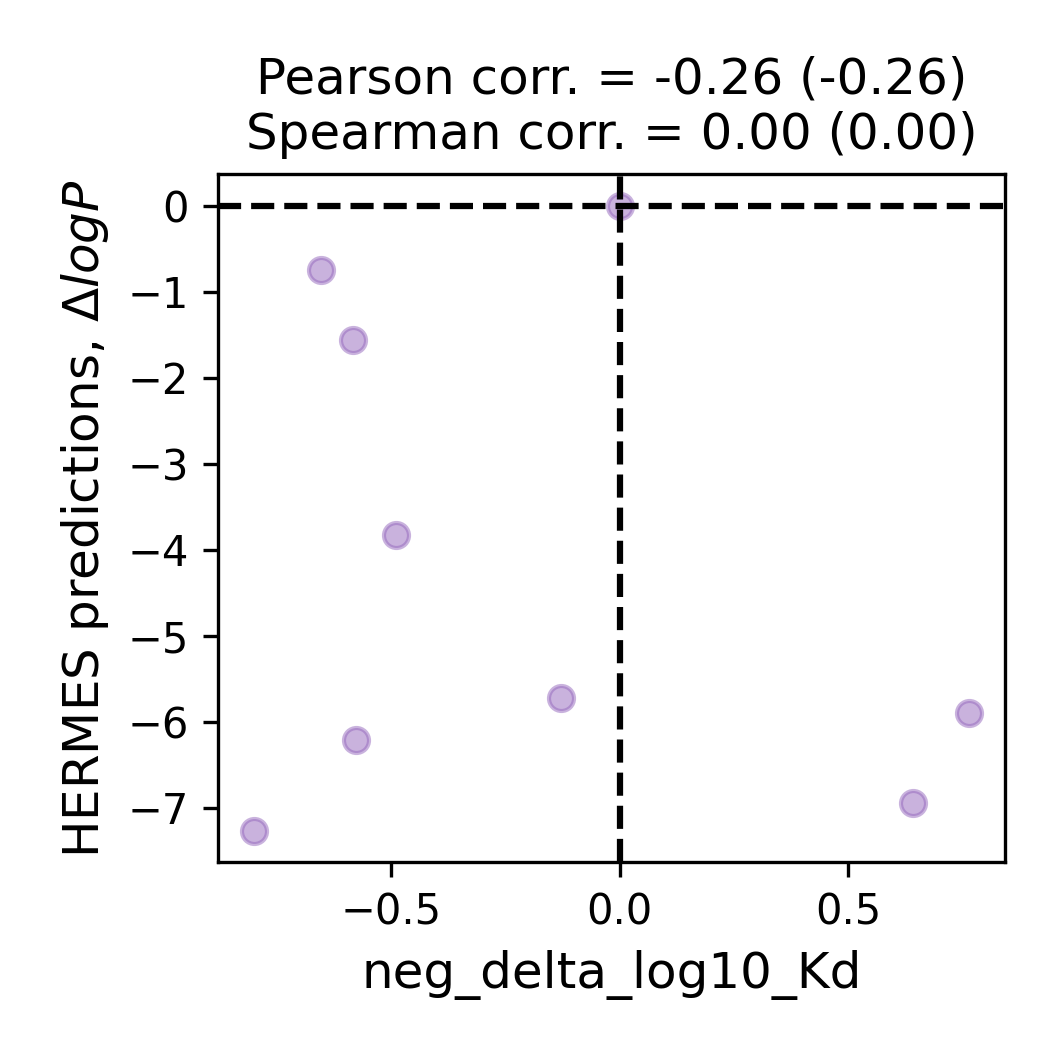 Pearson corr. = -0.26 (-0.26)
Spearman corr. = 0.00 (0.00)
HERMES predictions, ΔlogP
0
−1
−2
−3
−4
−5
−6
−7
−0.5
0.0
0.5
neg_delta_log10_Kd